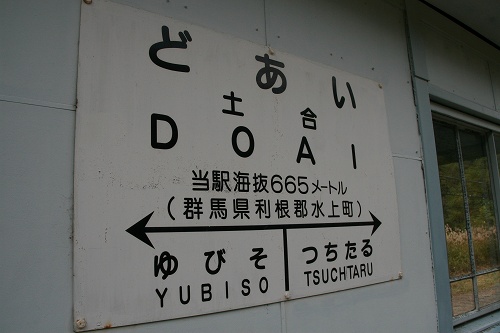 どあい
土合
DOAI
当駅海抜665メートル
(群馬県利根郡水上町)
ゆびそ つちたる
YUBISO TSUCHITARU